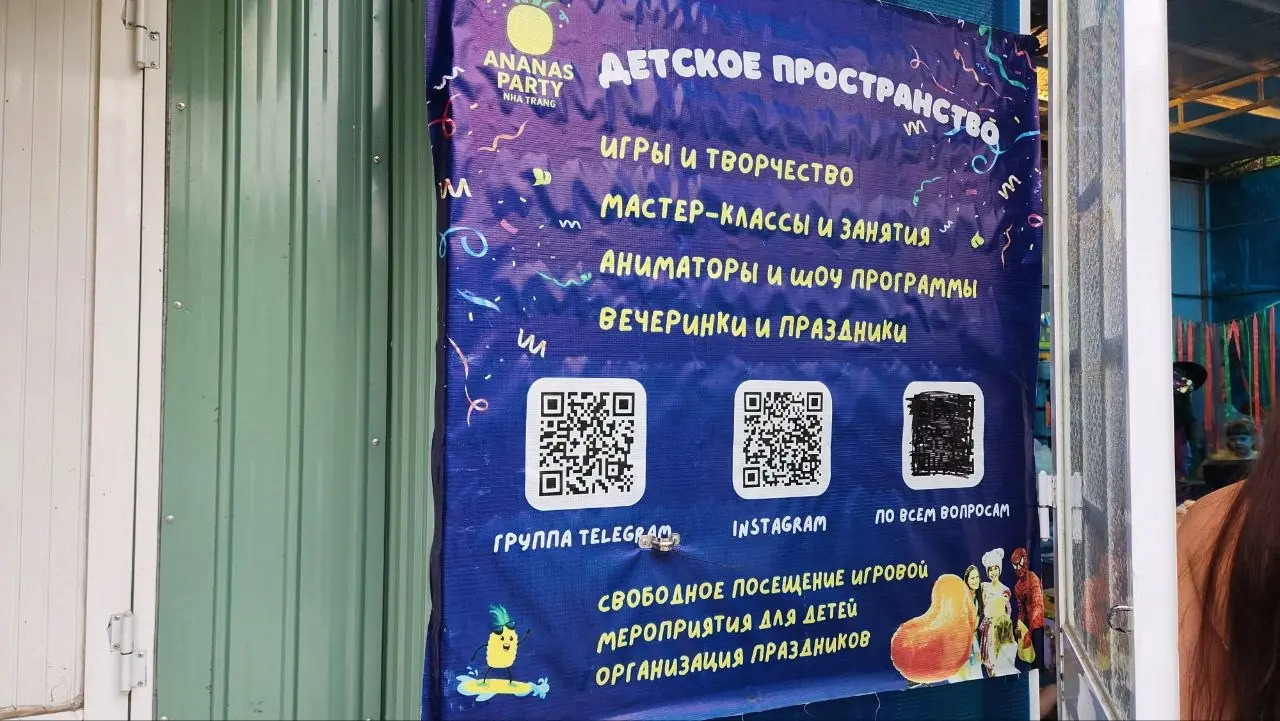 ANANAS
PARTY
NHA TRANG
ДЕТСКОЕ ПРОСТРАНСТВО
ИГРЫ И ТВОРЧЕСТВО
МАСТЕР-КЛАССЫ И ЗАНЯТИЯ
АНИМАТОРЫ И ШОУ ПРОГРАММЫ
ВЕЧЕРИНКИ И ПРАЗДНИКИ
ГРУППА TELEGRAM
INSTAGRAM
ПО ВСЕМ ВОПРОСАМ
СВОБОДНОЕ ПОСЕЩЕНИЕ ИГРОВОЙ
МЕРОПРИЯТИЯ ДЛЯ ДЕТЕЙ
ОРГАНИЗАЦИЯ ПРАЗДНИКОВ